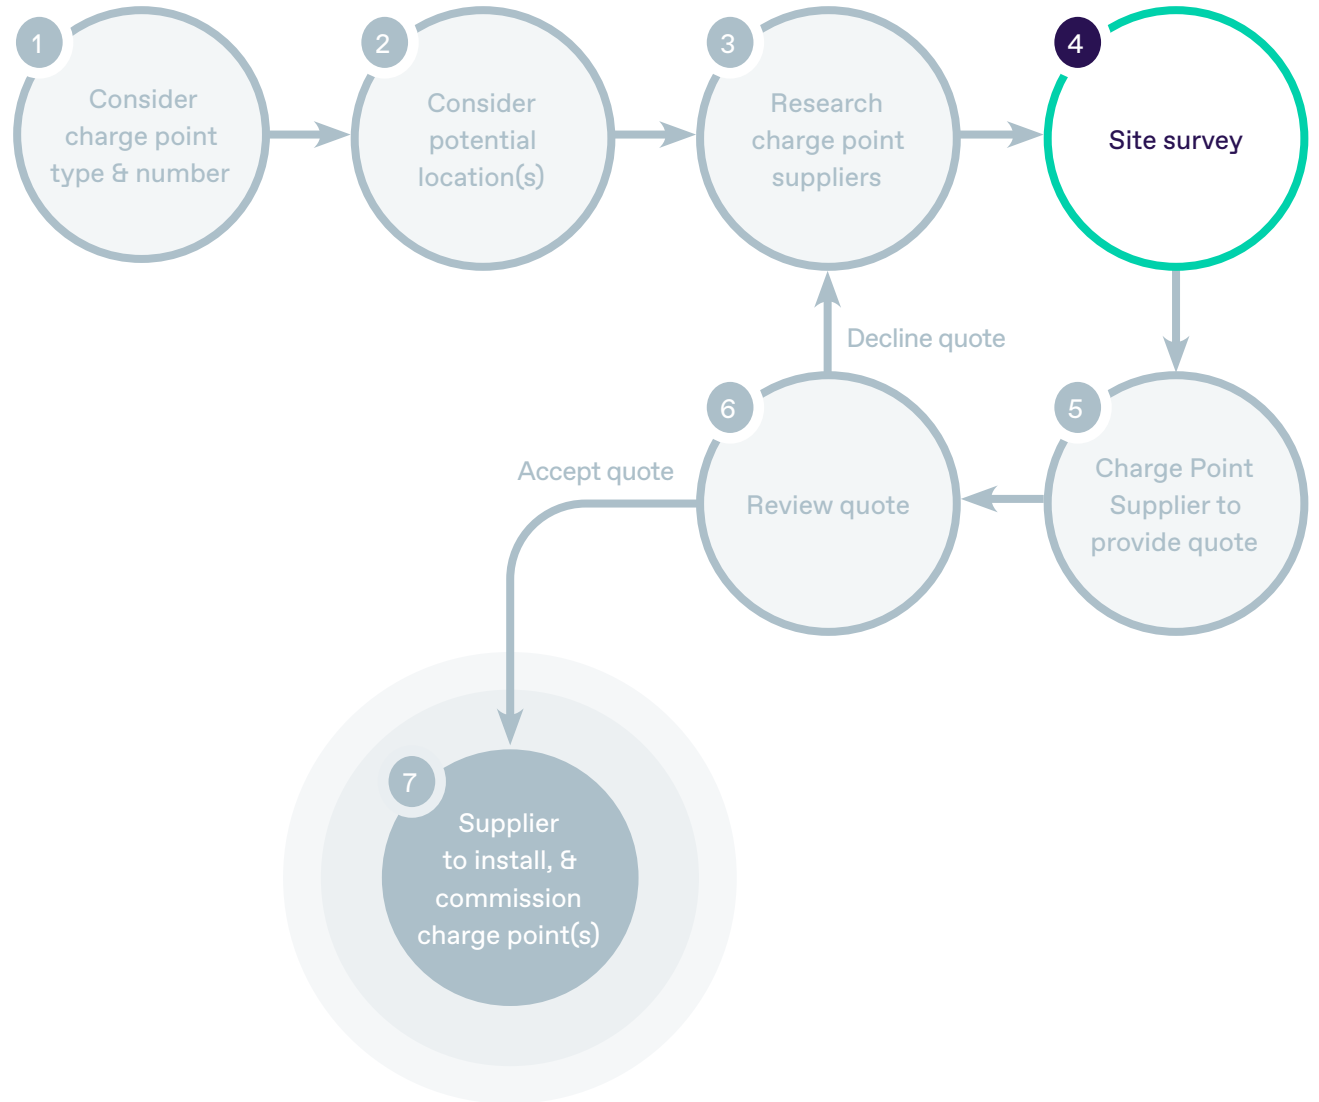 1
Consider
charge point
type & number
2
Consider
potential
location(s)
3
Research
charge point
suppliers
4
Site survey
Decline quote
5
Charge Point
Supplier to
provide quote
6
Review quote
Accept quote
7
Supplier
to install, &
commission
charge point(s)